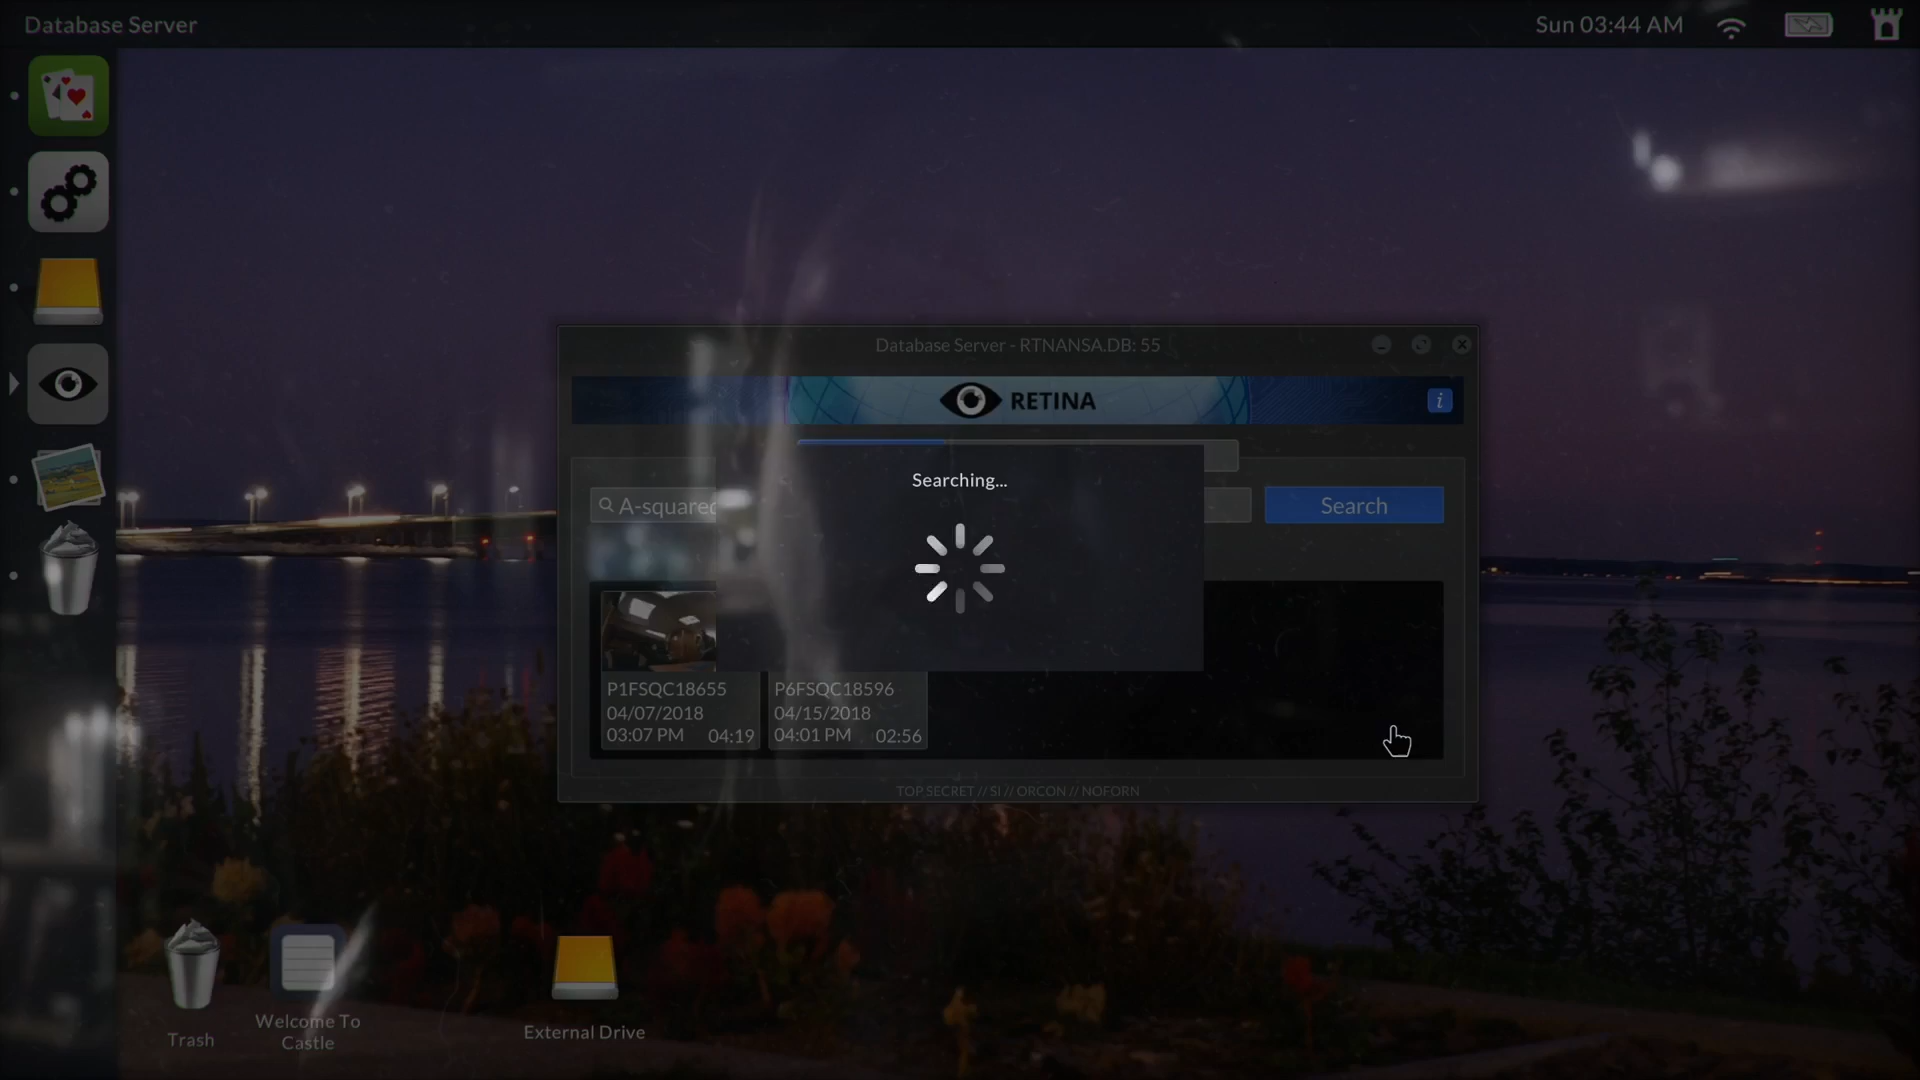 Database Server
Sun 03:44 AM
Database Server - RTNANSA.DB: 55
RETINA
i
Searching...
A-squared
Search
P1FSQC18655
04/07/2018
03:07 PM 04:19
P6FSQC18596
04/15/2018
04:01 PM 02:56
TOP SECRET // SI // ORCON // NOFORN
Trash
Welcome To
Castle
External Drive